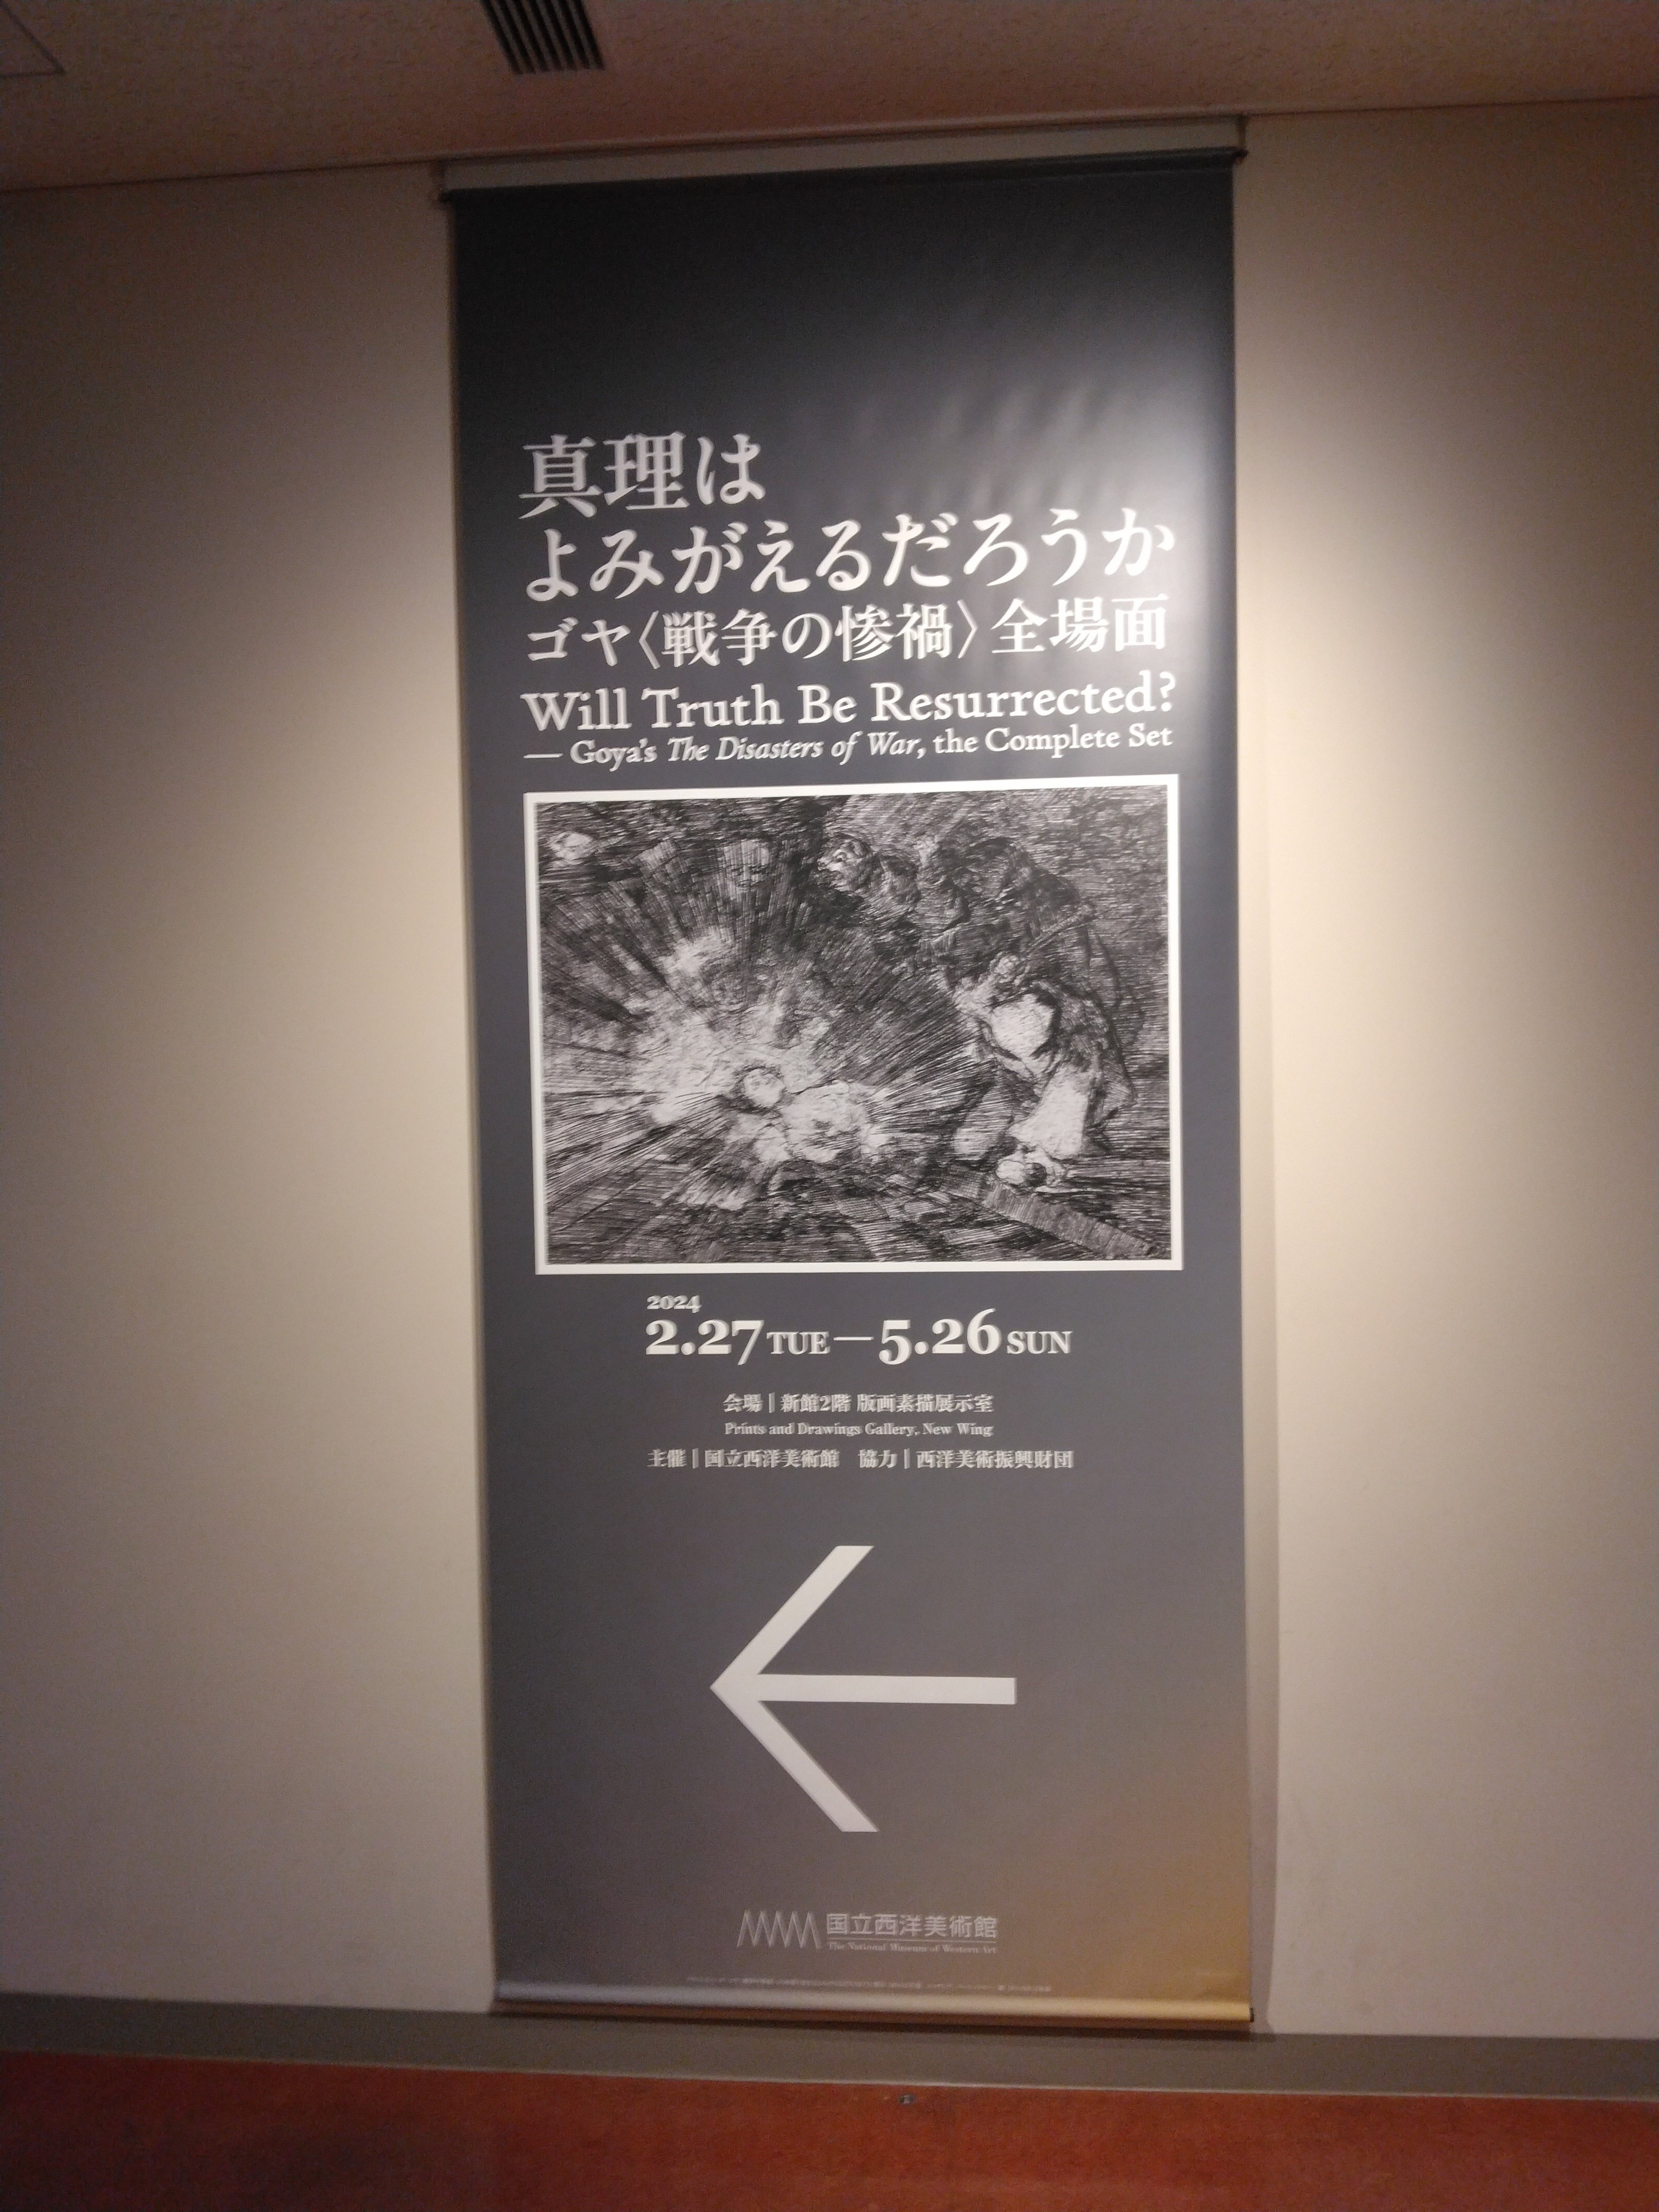 真理は
よみがえるだろうか
ゴヤ〈戦争の惨禍〉全場面
Will Truth Be Resurrected?
— Goya's The Disasters of War, the Complete Set
2024
2.27 TUE—5.26 SUN
会場｜新館2階 版画素描展示室
Prints and Drawings Gallery, New Wing
主催｜国立西洋美術館　協力｜西洋美術振興財団
国立西洋美術館
The National Museum of Western Art